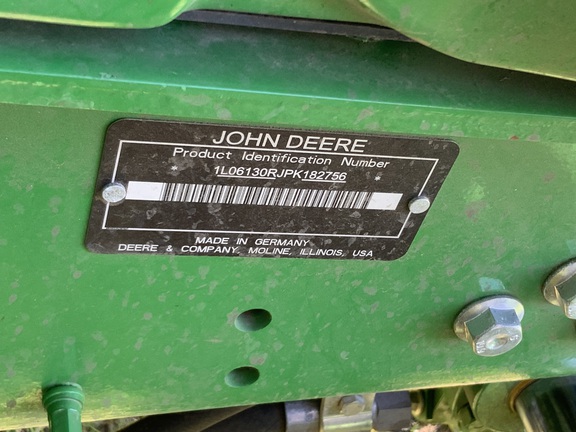 JOHN DEERE
Product Identification Number
1L06130RJPK182756
MADE IN GERMANY
DEERE & COMPANY, MOLINE, ILLINOIS, USA